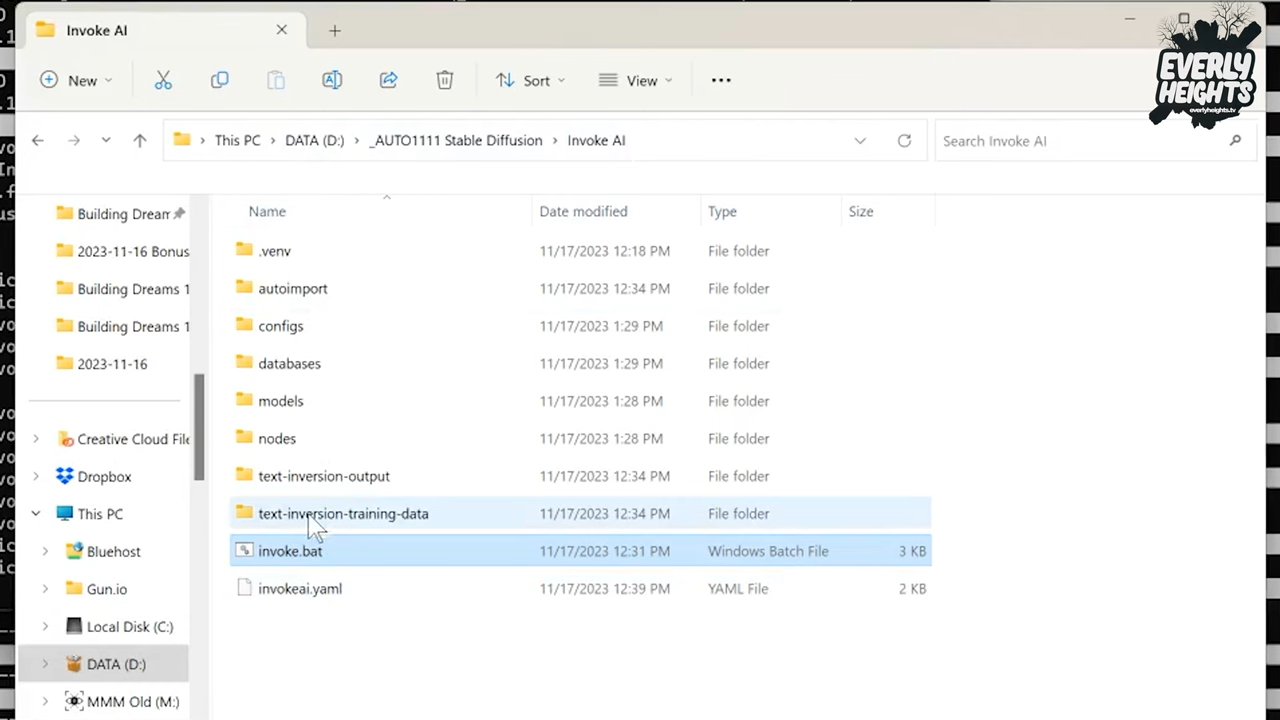 Invoke AI
EVERLY
HEIGHTS
everlyheights.tv
New
Sort
View
This PC > DATA (D:) > _AUTO1111 Stable Diffusion > Invoke AI
Search Invoke AI
Name Date modified Type Size
Building Drear
2023-11-16 Bonus
Building Dreams 1
Building Dreams 1
2023-11-16
Creative Cloud File
Dropbox
This PC
Bluehost
Gun.io
Local Disk (C:)
DATA (D:)
MMM Old (M:)
.venv 11/17/2023 12:18 PM File folder
autoimport 11/17/2023 12:34 PM File folder
configs 11/17/2023 1:29 PM File folder
databases 11/17/2023 1:29 PM File folder
models 11/17/2023 1:28 PM File folder
nodes 11/17/2023 1:28 PM File folder
text-inversion-output 11/17/2023 12:34 PM File folder
text-inversion-training-data 11/17/2023 12:34 PM File folder
invoke.bat 11/17/2023 12:31 PM Windows Batch File 3 KB
invokeai.yaml 11/17/2023 12:39 PM YAML File 2 KB